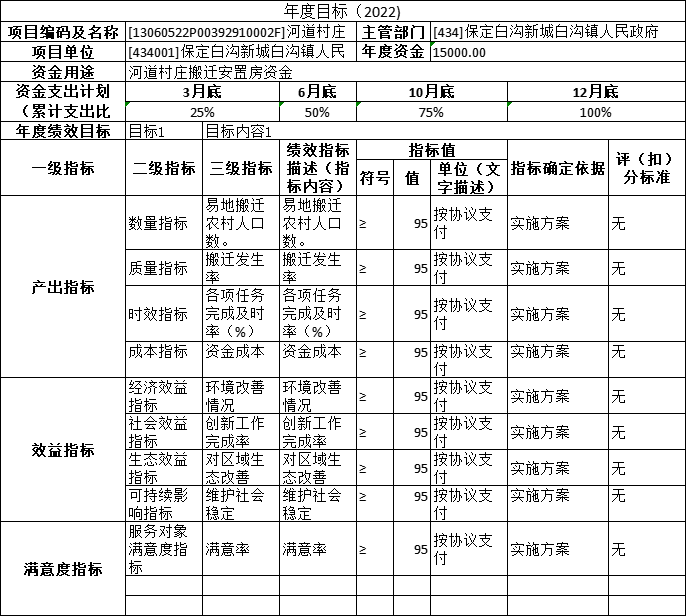 年度目标（2022）
项目编码及名称 [13060522P00392910002F]河道村庄 主管部门 [434]保定白沟新城白沟镇人民政府
项目单位 [434001]保定白沟新城白沟镇人民 年度资金 15000.00
资金用途 河道村庄搬迁安置房资金
资金支出计划 3月底 6月底 10月底 12月底
（累计支出比 25% 50% 75% 100%
年度绩效目标 目标1 目标内容1
一级指标 二级指标 三级指标 绩效指标描述（指标内容） 指标值 指标确定依据 评（扣）分标准
符号 值 单位（文字描述）
产出指标
数量指标 易地搬迁农村人口数。 易地搬迁农村人口数。 ≥ 95 按协议支付 实施方案 无
质量指标 搬迁发生率 搬迁发生率 ≥ 95 按协议支付 实施方案 无
时效指标 各项任务完成及时率（%） 各项任务完成及时率（%） ≥ 95 按协议支付 实施方案 无
成本指标 资金成本 资金成本 ≥ 95 按协议支付 实施方案 无
效益指标
经济效益指标 环境改善情况 环境改善情况 ≥ 95 按协议支付 实施方案 无
社会效益指标 创新工作完成率 创新工作完成率 ≥ 95 按协议支付 实施方案 无
生态效益指标 对区域生态改善 对区域生态改善 ≥ 95 按协议支付 实施方案 无
可持续影响指标 维护社会稳定 维护社会稳定 ≥ 95 按协议支付 实施方案 无
满意度指标
服务对象满意度指标 满意率 满意率 ≥ 95 按协议支付 实施方案 无